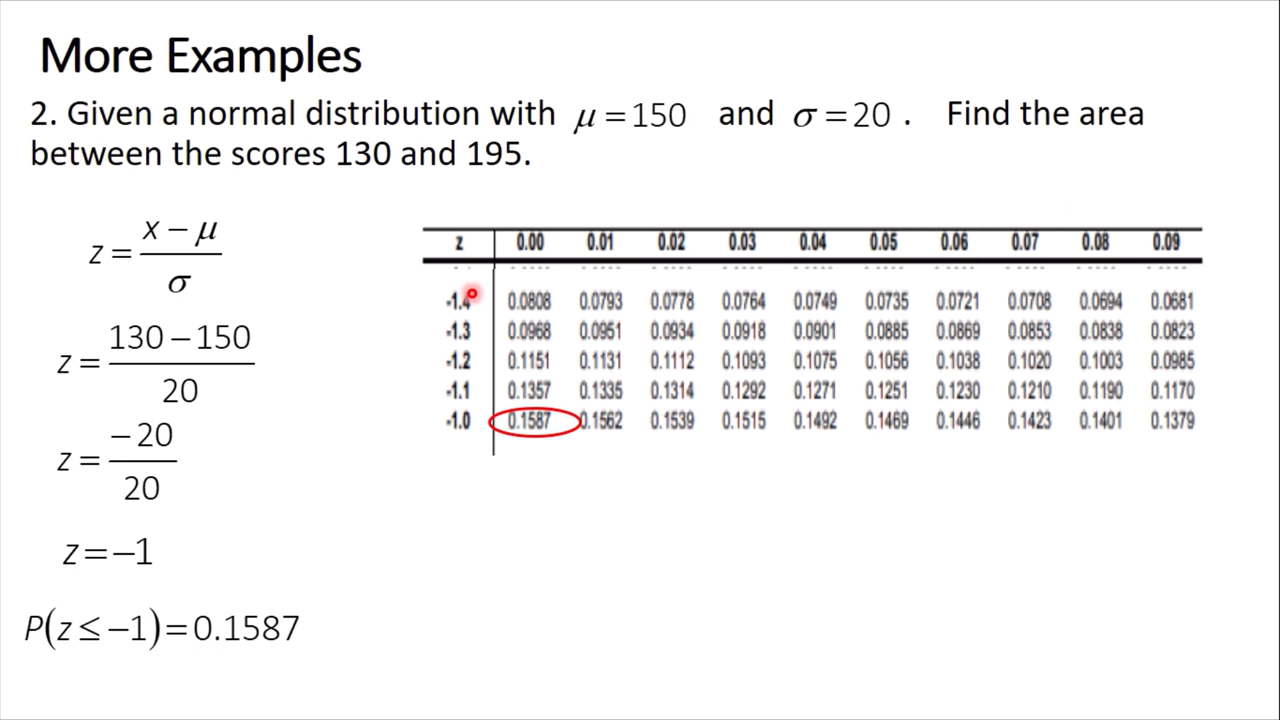 More Examples
2. Given a normal distribution with μ = 150 and σ = 20 . Find the area
between the scores 130 and 195.
z = (x − μ) / σ
z = (130 − 150) / 20
z = −20 / 20
z = −1
P(z ≤ −1) = 0.1587
z 0.00 0.01 0.02 0.03 0.04 0.05 0.06 0.07 0.08 0.09
-1.4 0.0808 0.0793 0.0778 0.0764 0.0749 0.0735 0.0721 0.0708 0.0694 0.0681
-1.3 0.0968 0.0951 0.0934 0.0918 0.0901 0.0885 0.0869 0.0853 0.0838 0.0823
-1.2 0.1151 0.1131 0.1112 0.1093 0.1075 0.1056 0.1038 0.1020 0.1003 0.0985
-1.1 0.1357 0.1335 0.1314 0.1292 0.1271 0.1251 0.1230 0.1210 0.1190 0.1170
-1.0 0.1587 0.1562 0.1539 0.1515 0.1492 0.1469 0.1446 0.1423 0.1401 0.1379